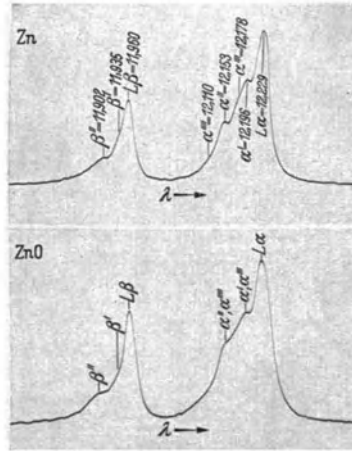 Zn
β″-11,902
β′-11,935
Lβ-11,960
α‴-12,110
α″-12,153
α‴-12,178
α′-12,196
Lα-12,229
λ
ZnO
β″
β′
Lβ
α″,α‴
α′,α‴
Lα
λ